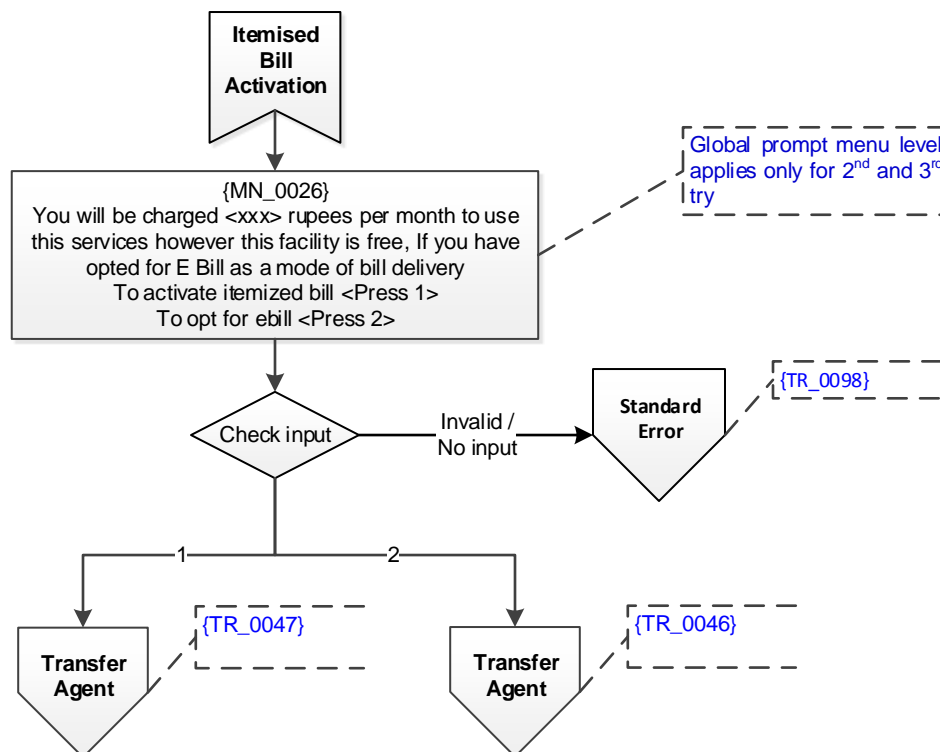 Itemised
Bill
Activation
Global prompt menu level
applies only for 2nd and 3rd
try
{MN_0026}
You will be charged <xxx> rupees per month to use
this services however this facility is free, If you have
opted for E Bill as a mode of bill delivery
To activate itemized bill <Press 1>
To opt for ebill <Press 2>
{TR_0098}
Check input
Invalid /
No input
Standard
Error
1
2
{TR_0047}
{TR_0046}
Transfer
Agent
Transfer
Agent